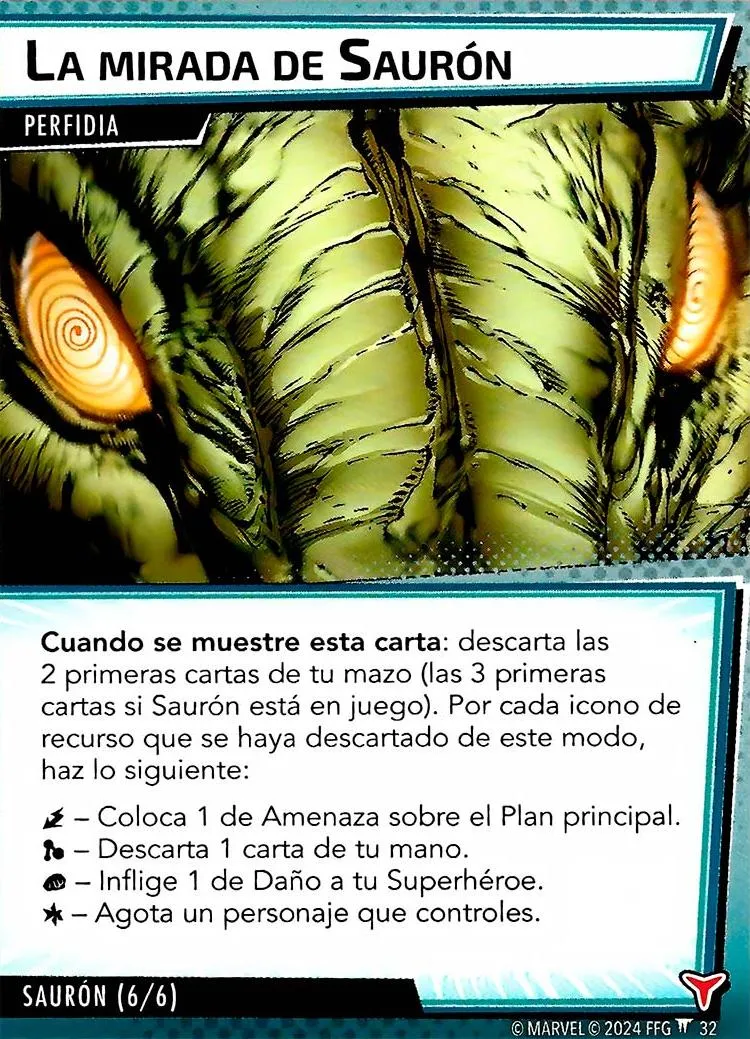 LA MIRADA DE SAURÓN
PERFIDIA
Cuando se muestre esta carta: descarta las
2 primeras cartas de tu mazo (las 3 primeras
cartas si Saurón está en juego). Por cada icono de
recurso que se haya descartado de este modo,
haz lo siguiente:
– Coloca 1 de Amenaza sobre el Plan principal.
– Descarta 1 carta de tu mano.
– Inflige 1 de Daño a tu Superhéroe.
– Agota un personaje que controles.
SAURÓN (6/6)
© MARVEL © 2024 FFG 32